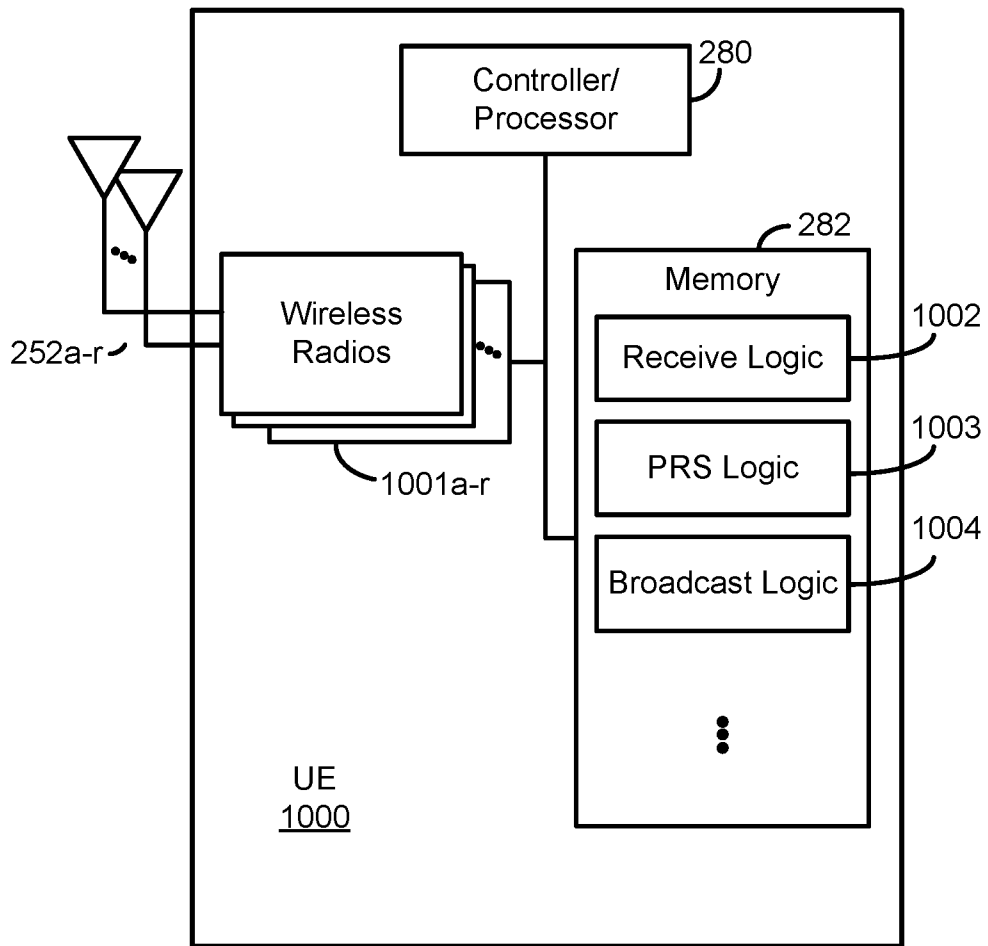 Controller/
Processor
280
282
Memory
Wireless
Radios
252a-r
1001a-r
Receive Logic
1002
PRS Logic
1003
Broadcast Logic
1004
UE
1000